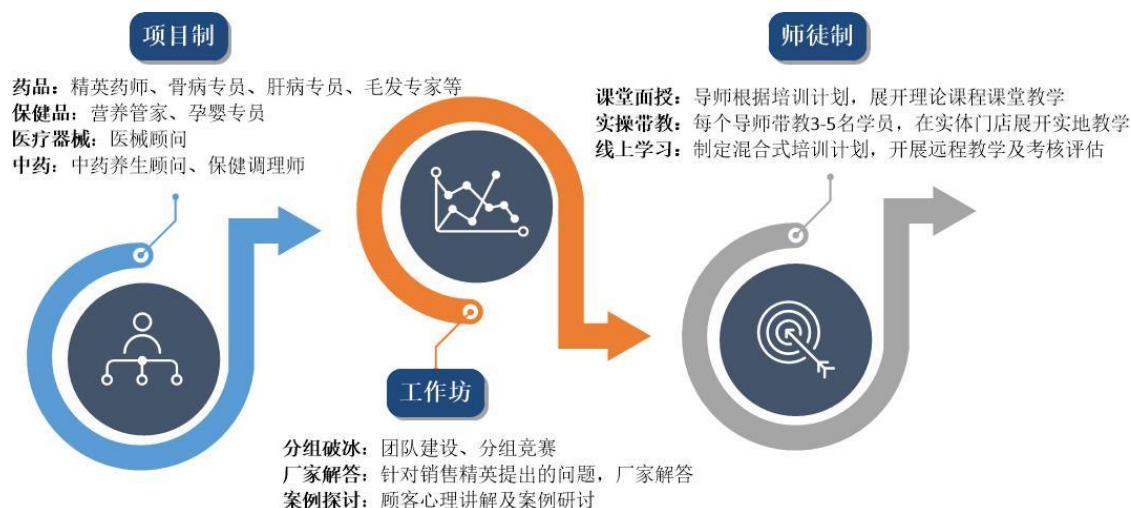 项目制
药品：精英药师、骨病专员、肝病专员、毛发专家等
保健品：营养管家、孕婴专员
医疗器械：医械顾问
中药：中药养生顾问、保健调理师
工作坊
分组破冰：团队建设、分组竞赛
厂家解答：针对销售精英提出的问题，厂家解答
案例探讨：顾客心理讲解及案例研讨
师徒制
课堂面授：导师根据培训计划，展开理论课程课堂教学
实操带教：每个导师带教3-5名学员，在实体门店展开实地教学
线上学习：制定混合式培训计划，开展远程教学及考核评估